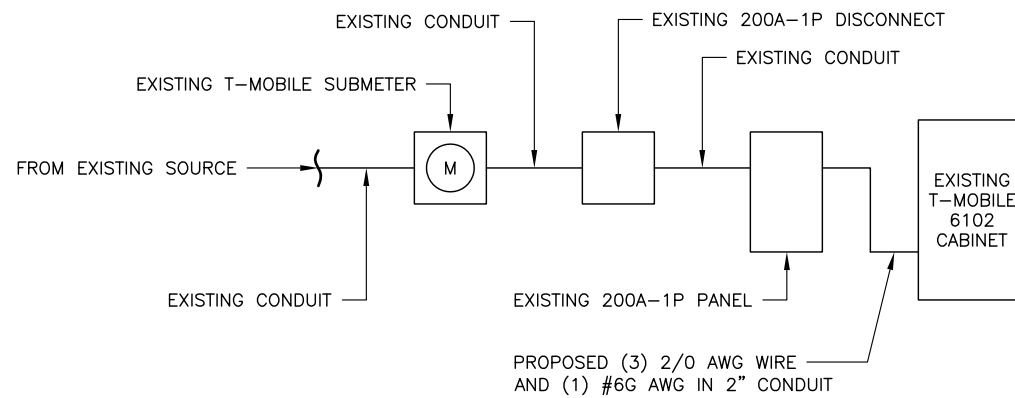 EXISTING CONDUIT
EXISTING 200A-1P DISCONNECT
EXISTING CONDUIT
EXISTING T-MOBILE SUBMETER
FROM EXISTING SOURCE
M
EXISTING
T-MOBILE
6102
CABINET
EXISTING CONDUIT
EXISTING 200A-1P PANEL
PROPOSED (3) 2/0 AWG WIRE
AND (1) #6G AWG IN 2" CONDUIT